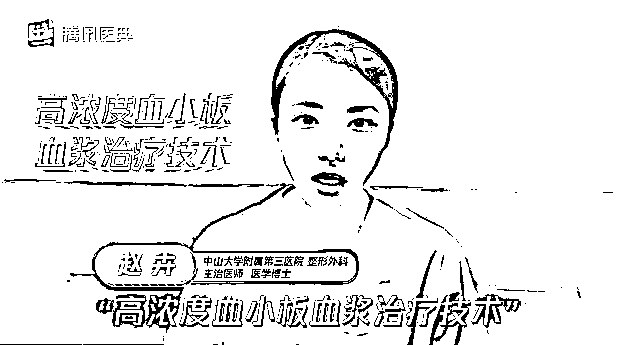 腾讯医典
高浓度血小板
血浆治疗技术
赵卉
中山大学附属第三医院 整形外科
主治医师 医学博士
“高浓度血小板血浆治疗技术”